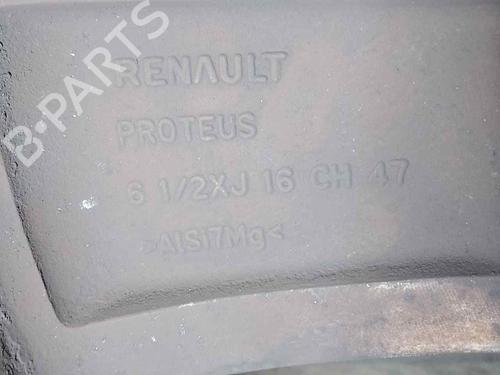 B-PARTS
RENAULT
PROTEUS
6 1/2XJ 16 CH 47
>AlSi7Mg<